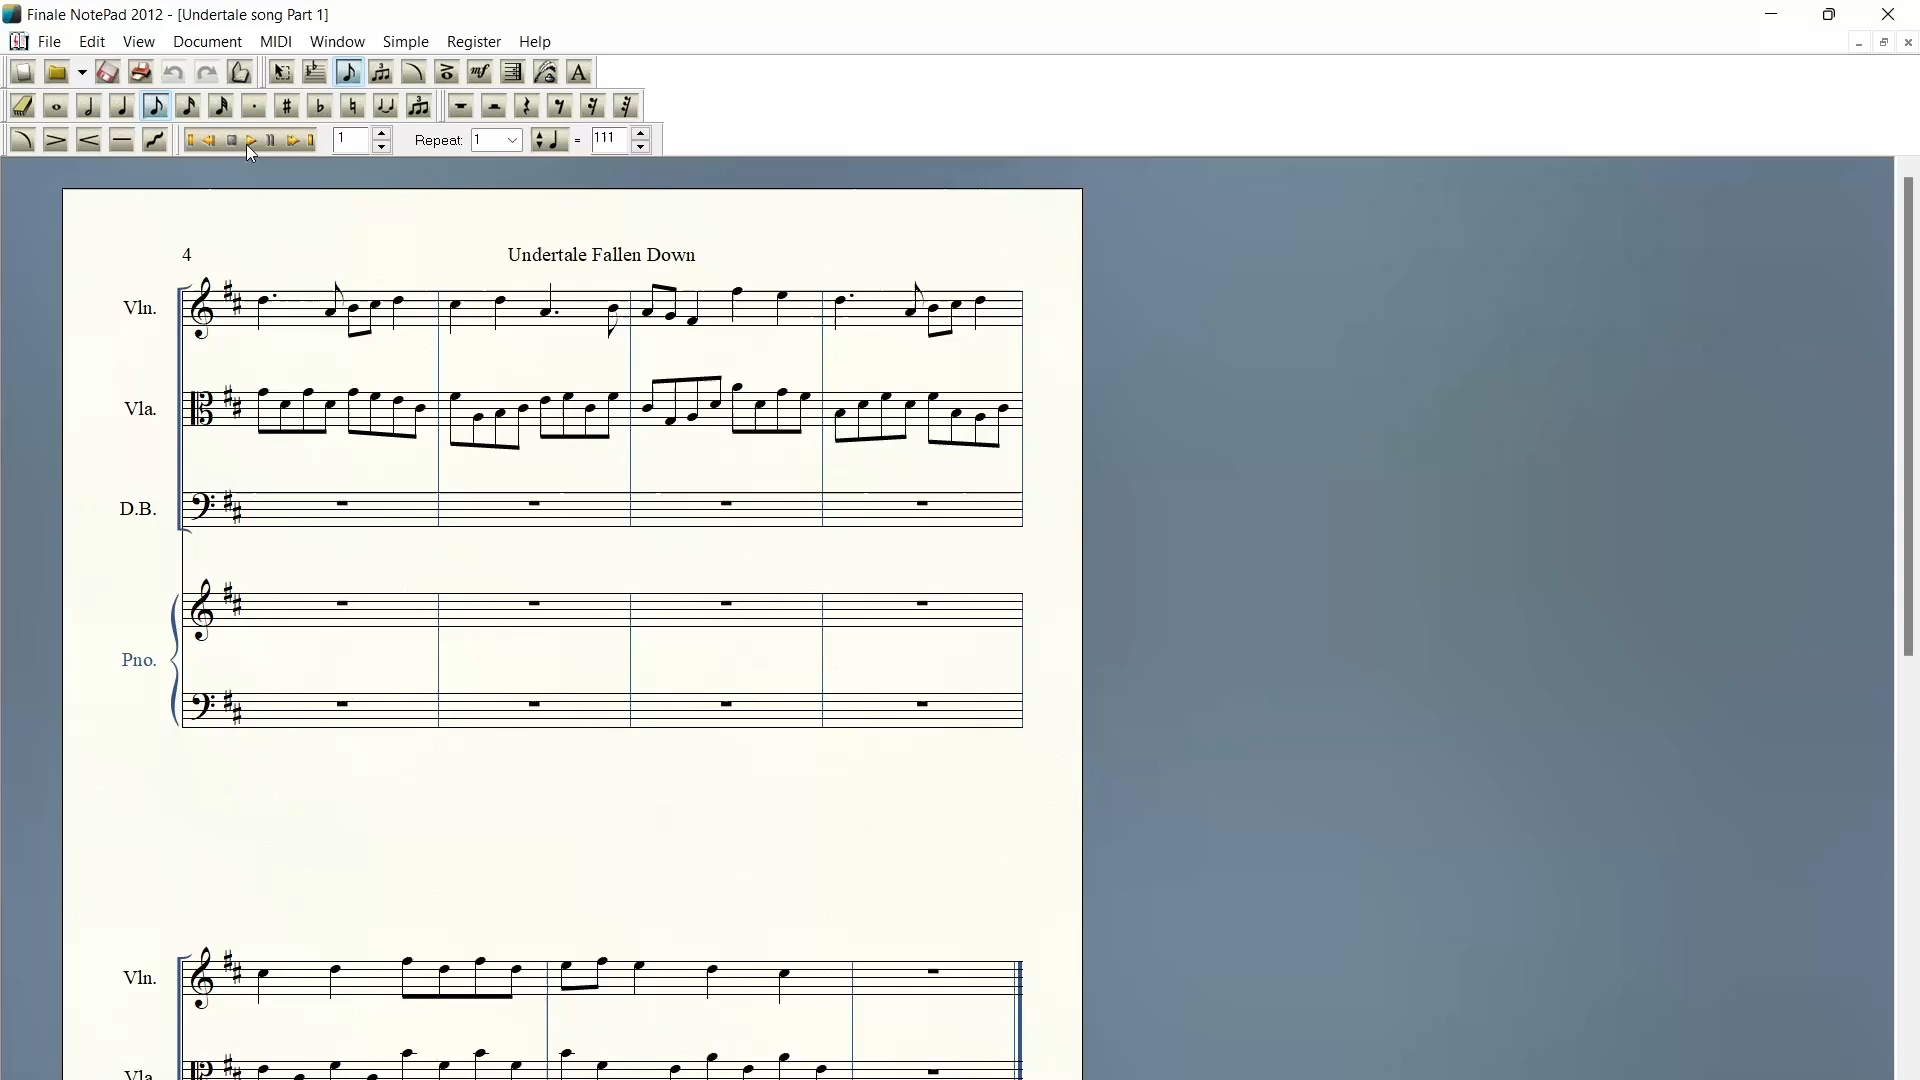 Finale NotePad 2012 - [Undertale song Part 1]
File Edit View Document MIDI Window Simple Register Help
mf A
1 Repeat: 1 = 111
4 Undertale Fallen Down
Vln.
Vla.
D.B.
Pno.
Vln.
Vla